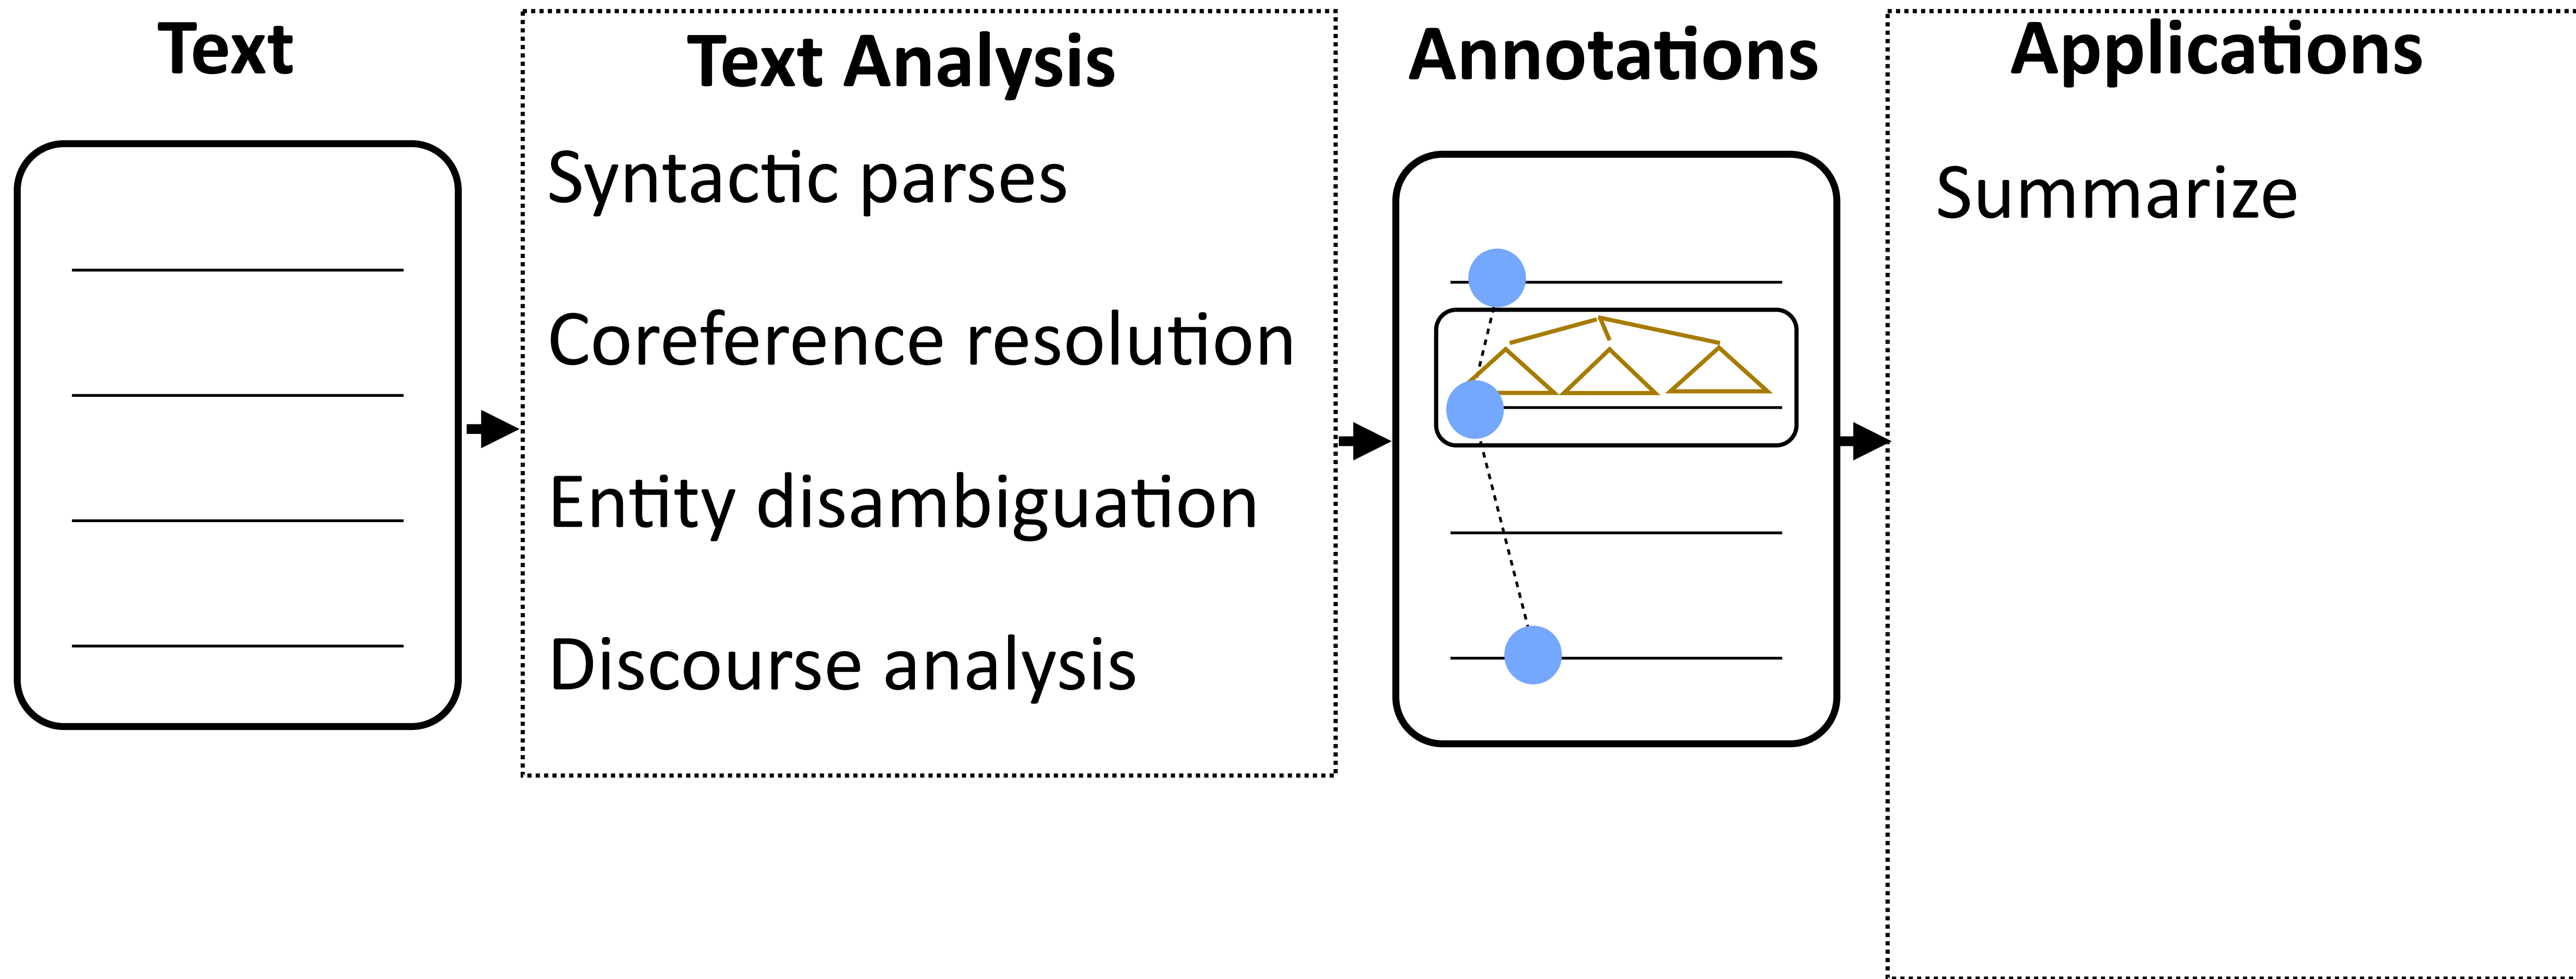 Text
Text Analysis
Syntactic parses
Coreference resolution
Entity disambiguation
Discourse analysis
Annotations
Applications
Summarize